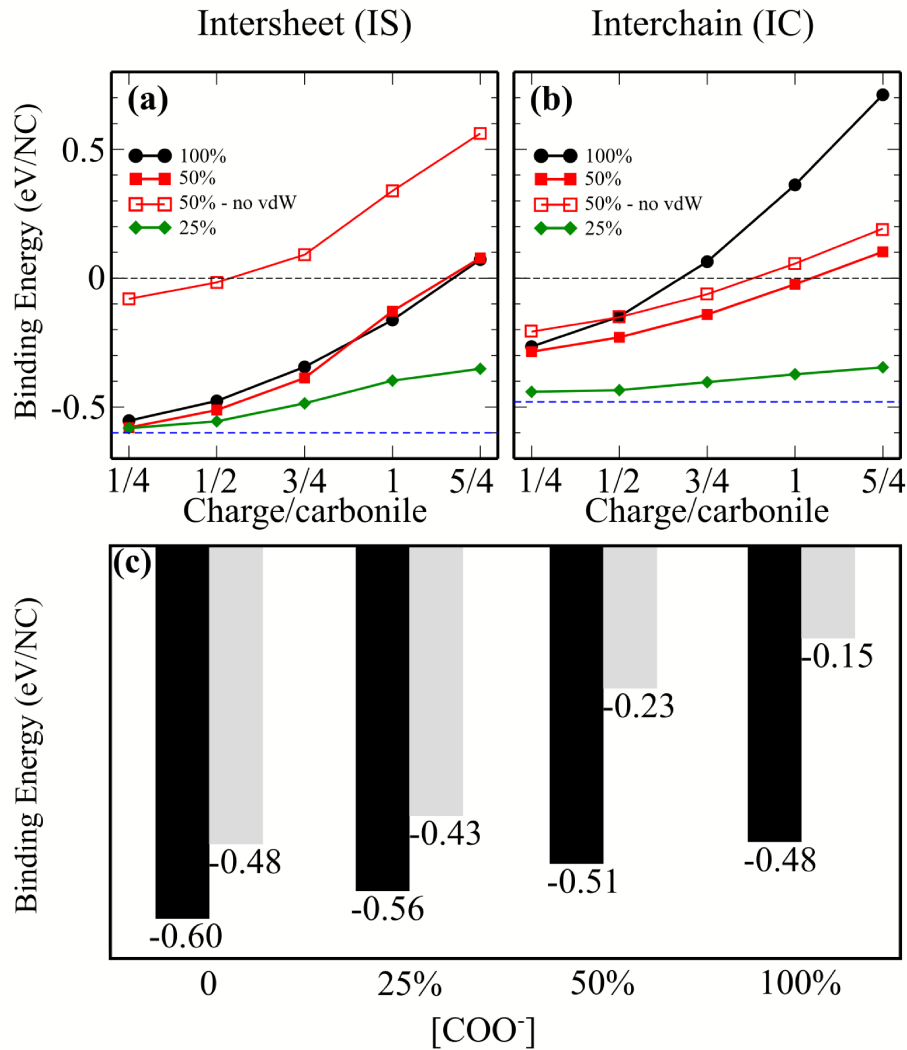 Intersheet (IS)
Interchain (IC)
Binding Energy (eV/NC)
0.5
0
-0.5
(a)
100%
50%
50% - no vdW
25%
1/4 1/2 3/4 1 5/4
Charge/carbonile
(b)
100%
50%
50% - no vdW
25%
1/4 1/2 3/4 1 5/4
Charge/carbonile
Binding Energy (eV/NC)
(c)
-0.15
-0.23
-0.48 -0.43
-0.60 -0.56 -0.51 -0.48
0 25% 50% 100%
[COO⁻]